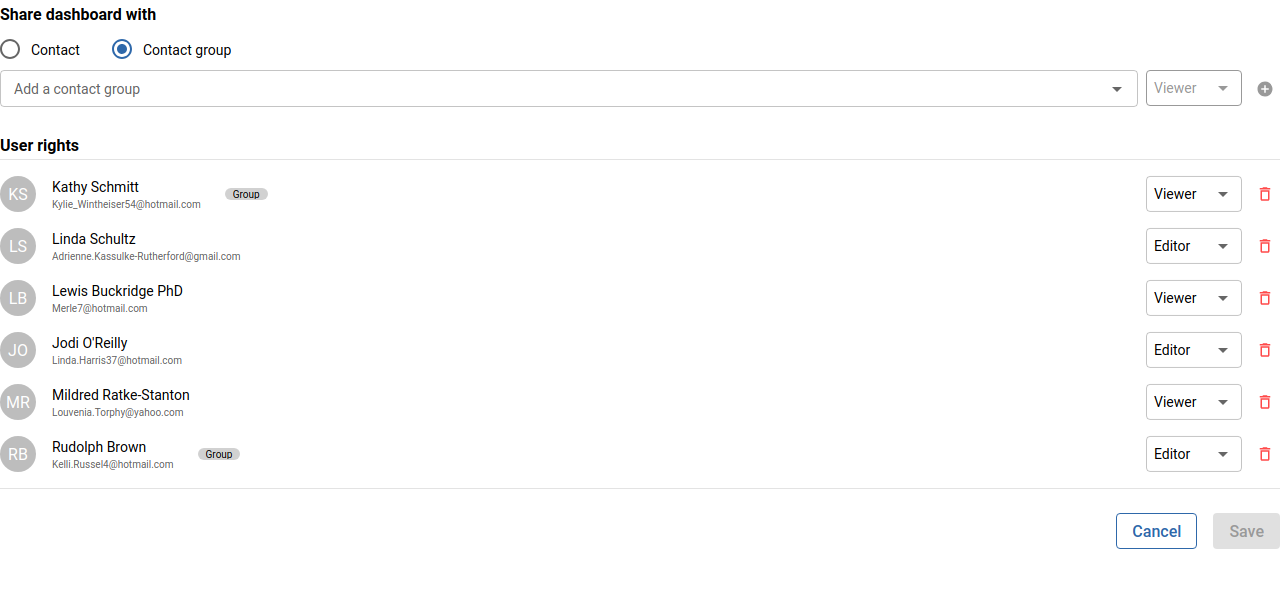 Share dashboard with
Contact
Contact group
Add a contact group
Viewer
User rights
KS
Kathy Schmitt
Kylie_Wintheiser54@hotmail.com
Group
Viewer
LS
Linda Schultz
Adrienne.Kassulke-Rutherford@gmail.com
Editor
LB
Lewis Buckridge PhD
Merle7@hotmail.com
Viewer
JO
Jodi O'Reilly
Linda.Harris37@hotmail.com
Editor
MR
Mildred Ratke-Stanton
Louvenia.Torphy@yahoo.com
Viewer
RB
Rudolph Brown
Kelli.Russel4@hotmail.com
Group
Editor
Cancel
Save